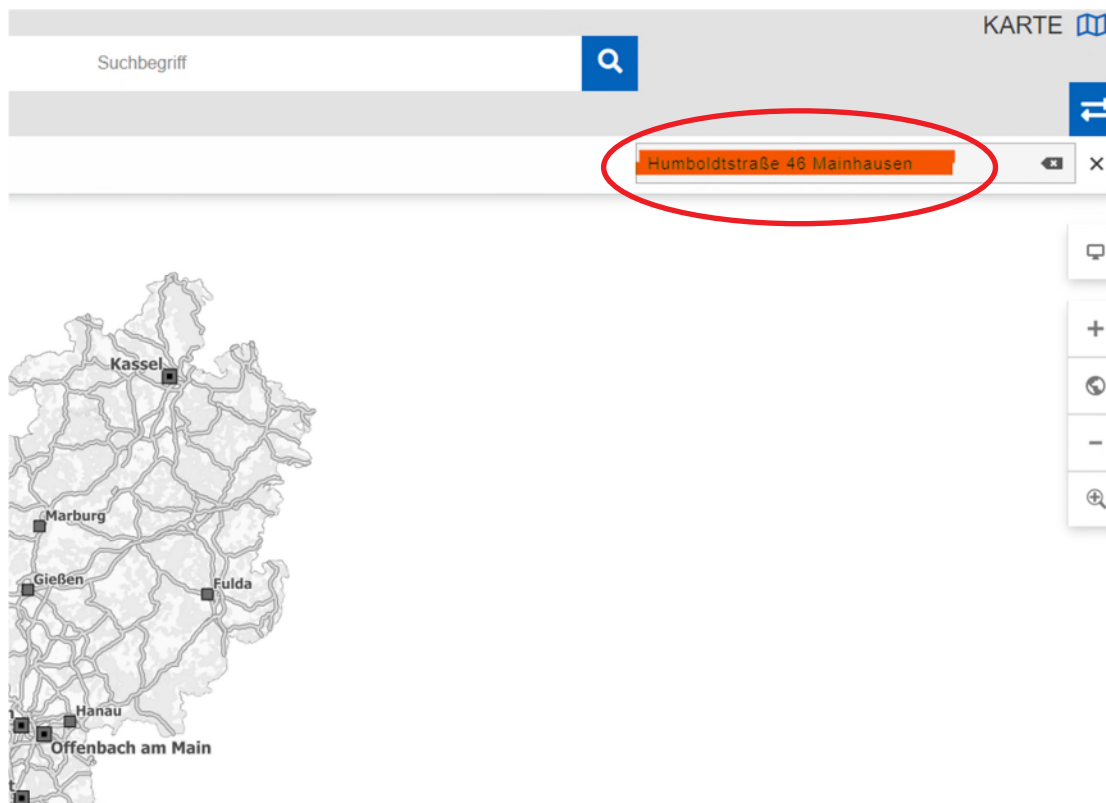 KARTE
Suchbegriff
Humboldtstraße 46 Mainhausen
Kassel
Marburg
Gießen
Fulda
Hanau
Offenbach am Main